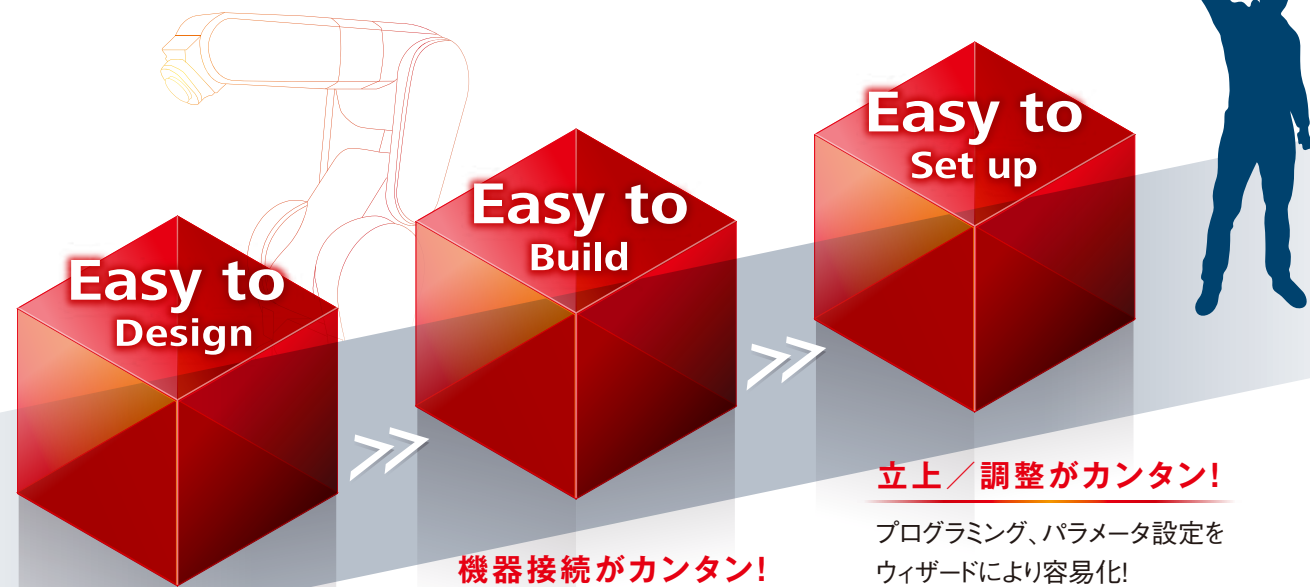 Easy to
Design
Easy to
Build
Easy to
Set up
機器接続がカンタン!
立上／調整がカンタン!
プログラミング、パラメータ設定を
ウィザードにより容易化!